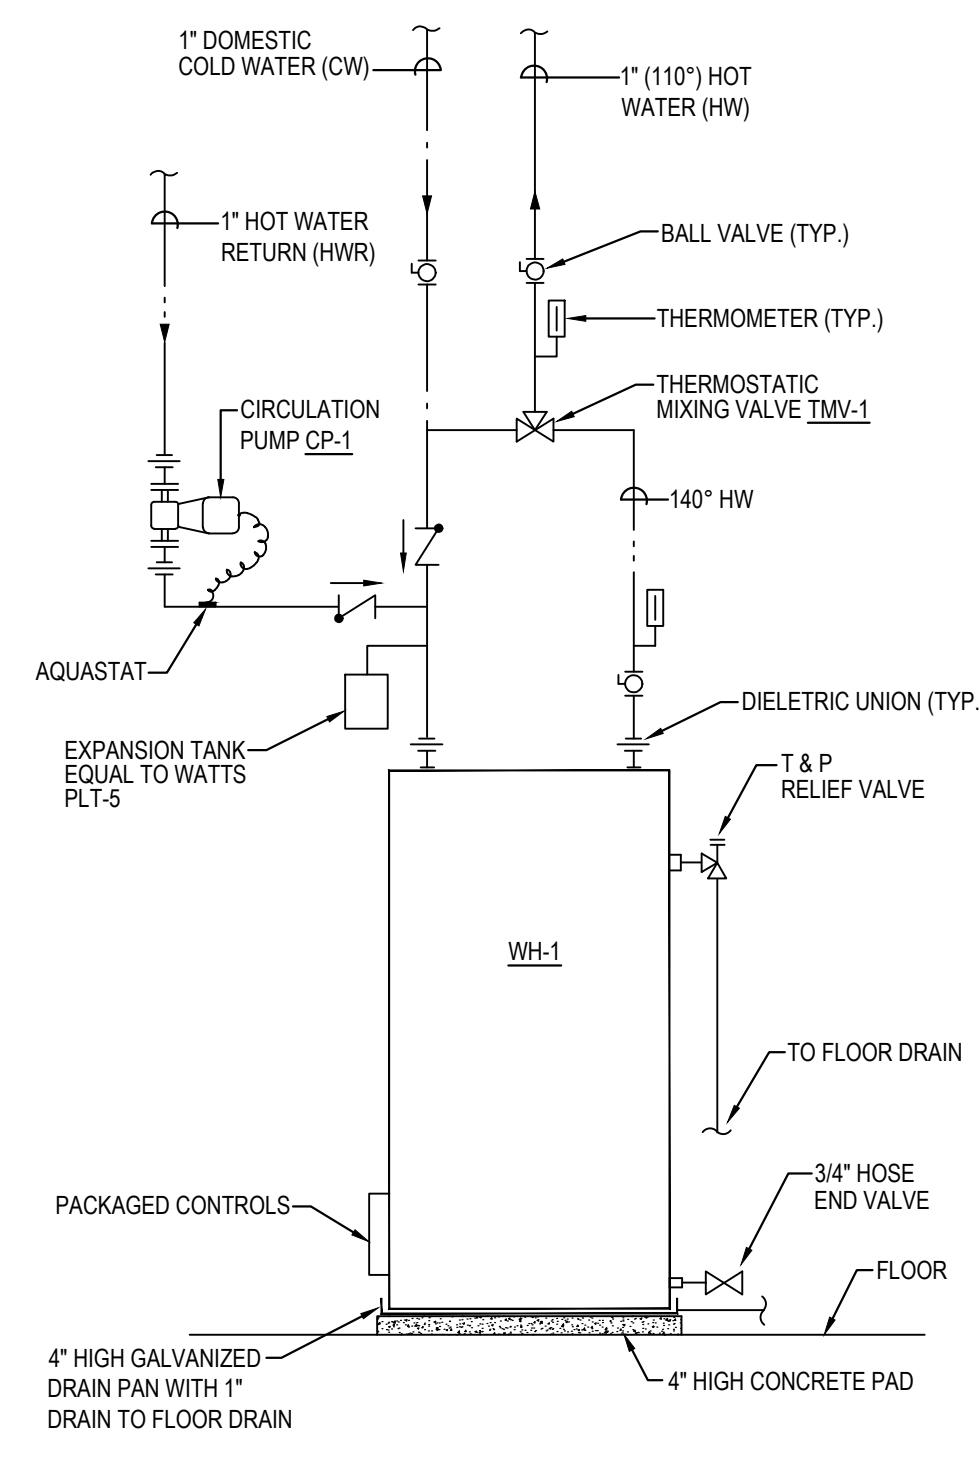 1" DOMESTIC
COLD WATER (CW)
1" (110°) HOT
WATER (HW)
1" HOT WATER
RETURN (HWR)
BALL VALVE (TYP.)
THERMOMETER (TYP.)
THERMOSTATIC
MIXING VALVE TMV-1
CIRCULATION
PUMP CP-1
140° HW
AQUASTAT
DIELETRIC UNION (TYP.
EXPANSION TANK
EQUAL TO WATTS
PLT-5
T & P
RELIEF VALVE
WH-1
TO FLOOR DRAIN
3/4" HOSE
END VALVE
PACKAGED CONTROLS
FLOOR
4" HIGH GALVANIZED
DRAIN PAN WITH 1"
DRAIN TO FLOOR DRAIN
4" HIGH CONCRETE PAD